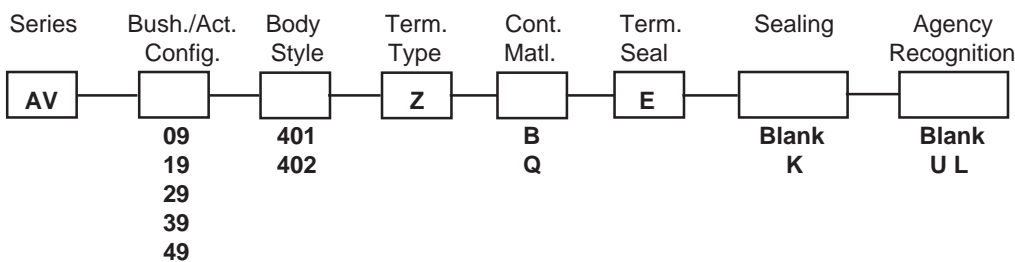 Series Bush./Act. Body Term. Cont. Term. Sealing Agency
Config. Style Type Matl. Seal Recognition
AV Z E
09 401 B Blank Blank
19 402 Q K U L
29
39
49